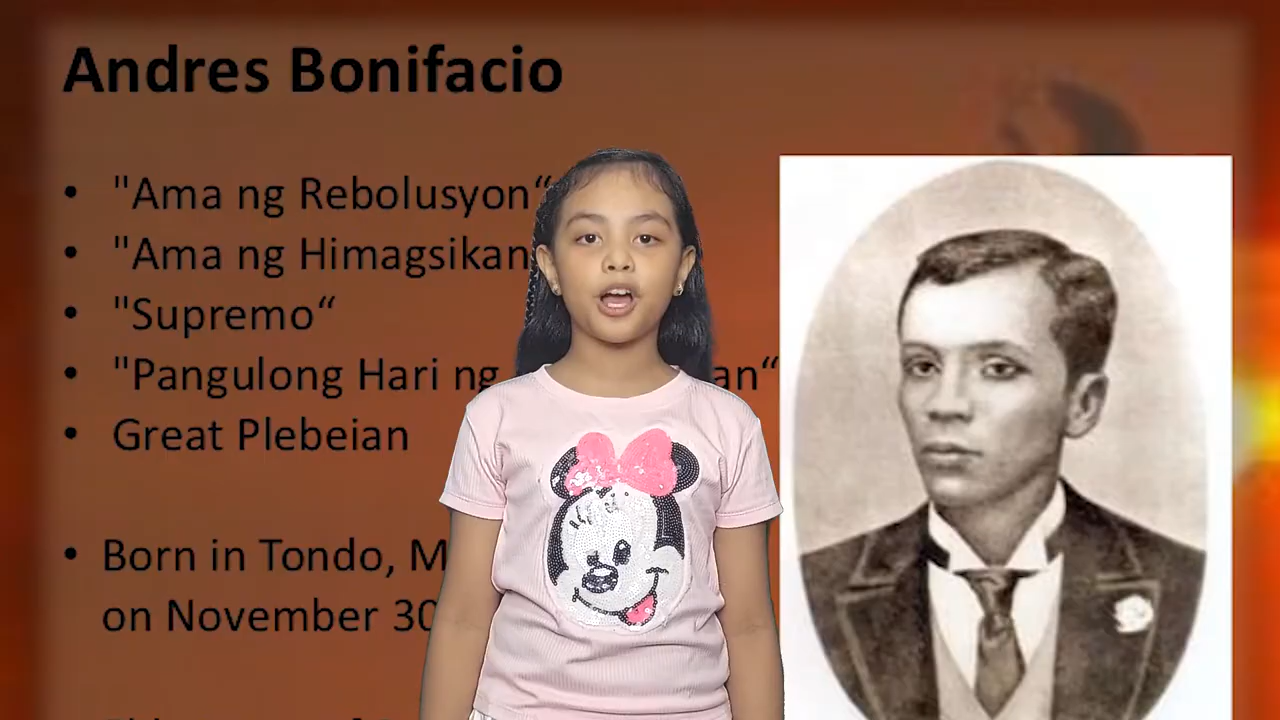 Andres Bonifacio
• "Ama ng Rebolusyon“
• "Ama ng Himagsikan
• "Supremo“
• "Pangulong Hari ng
• Great Plebeian
• Born in Tondo,
on November 30